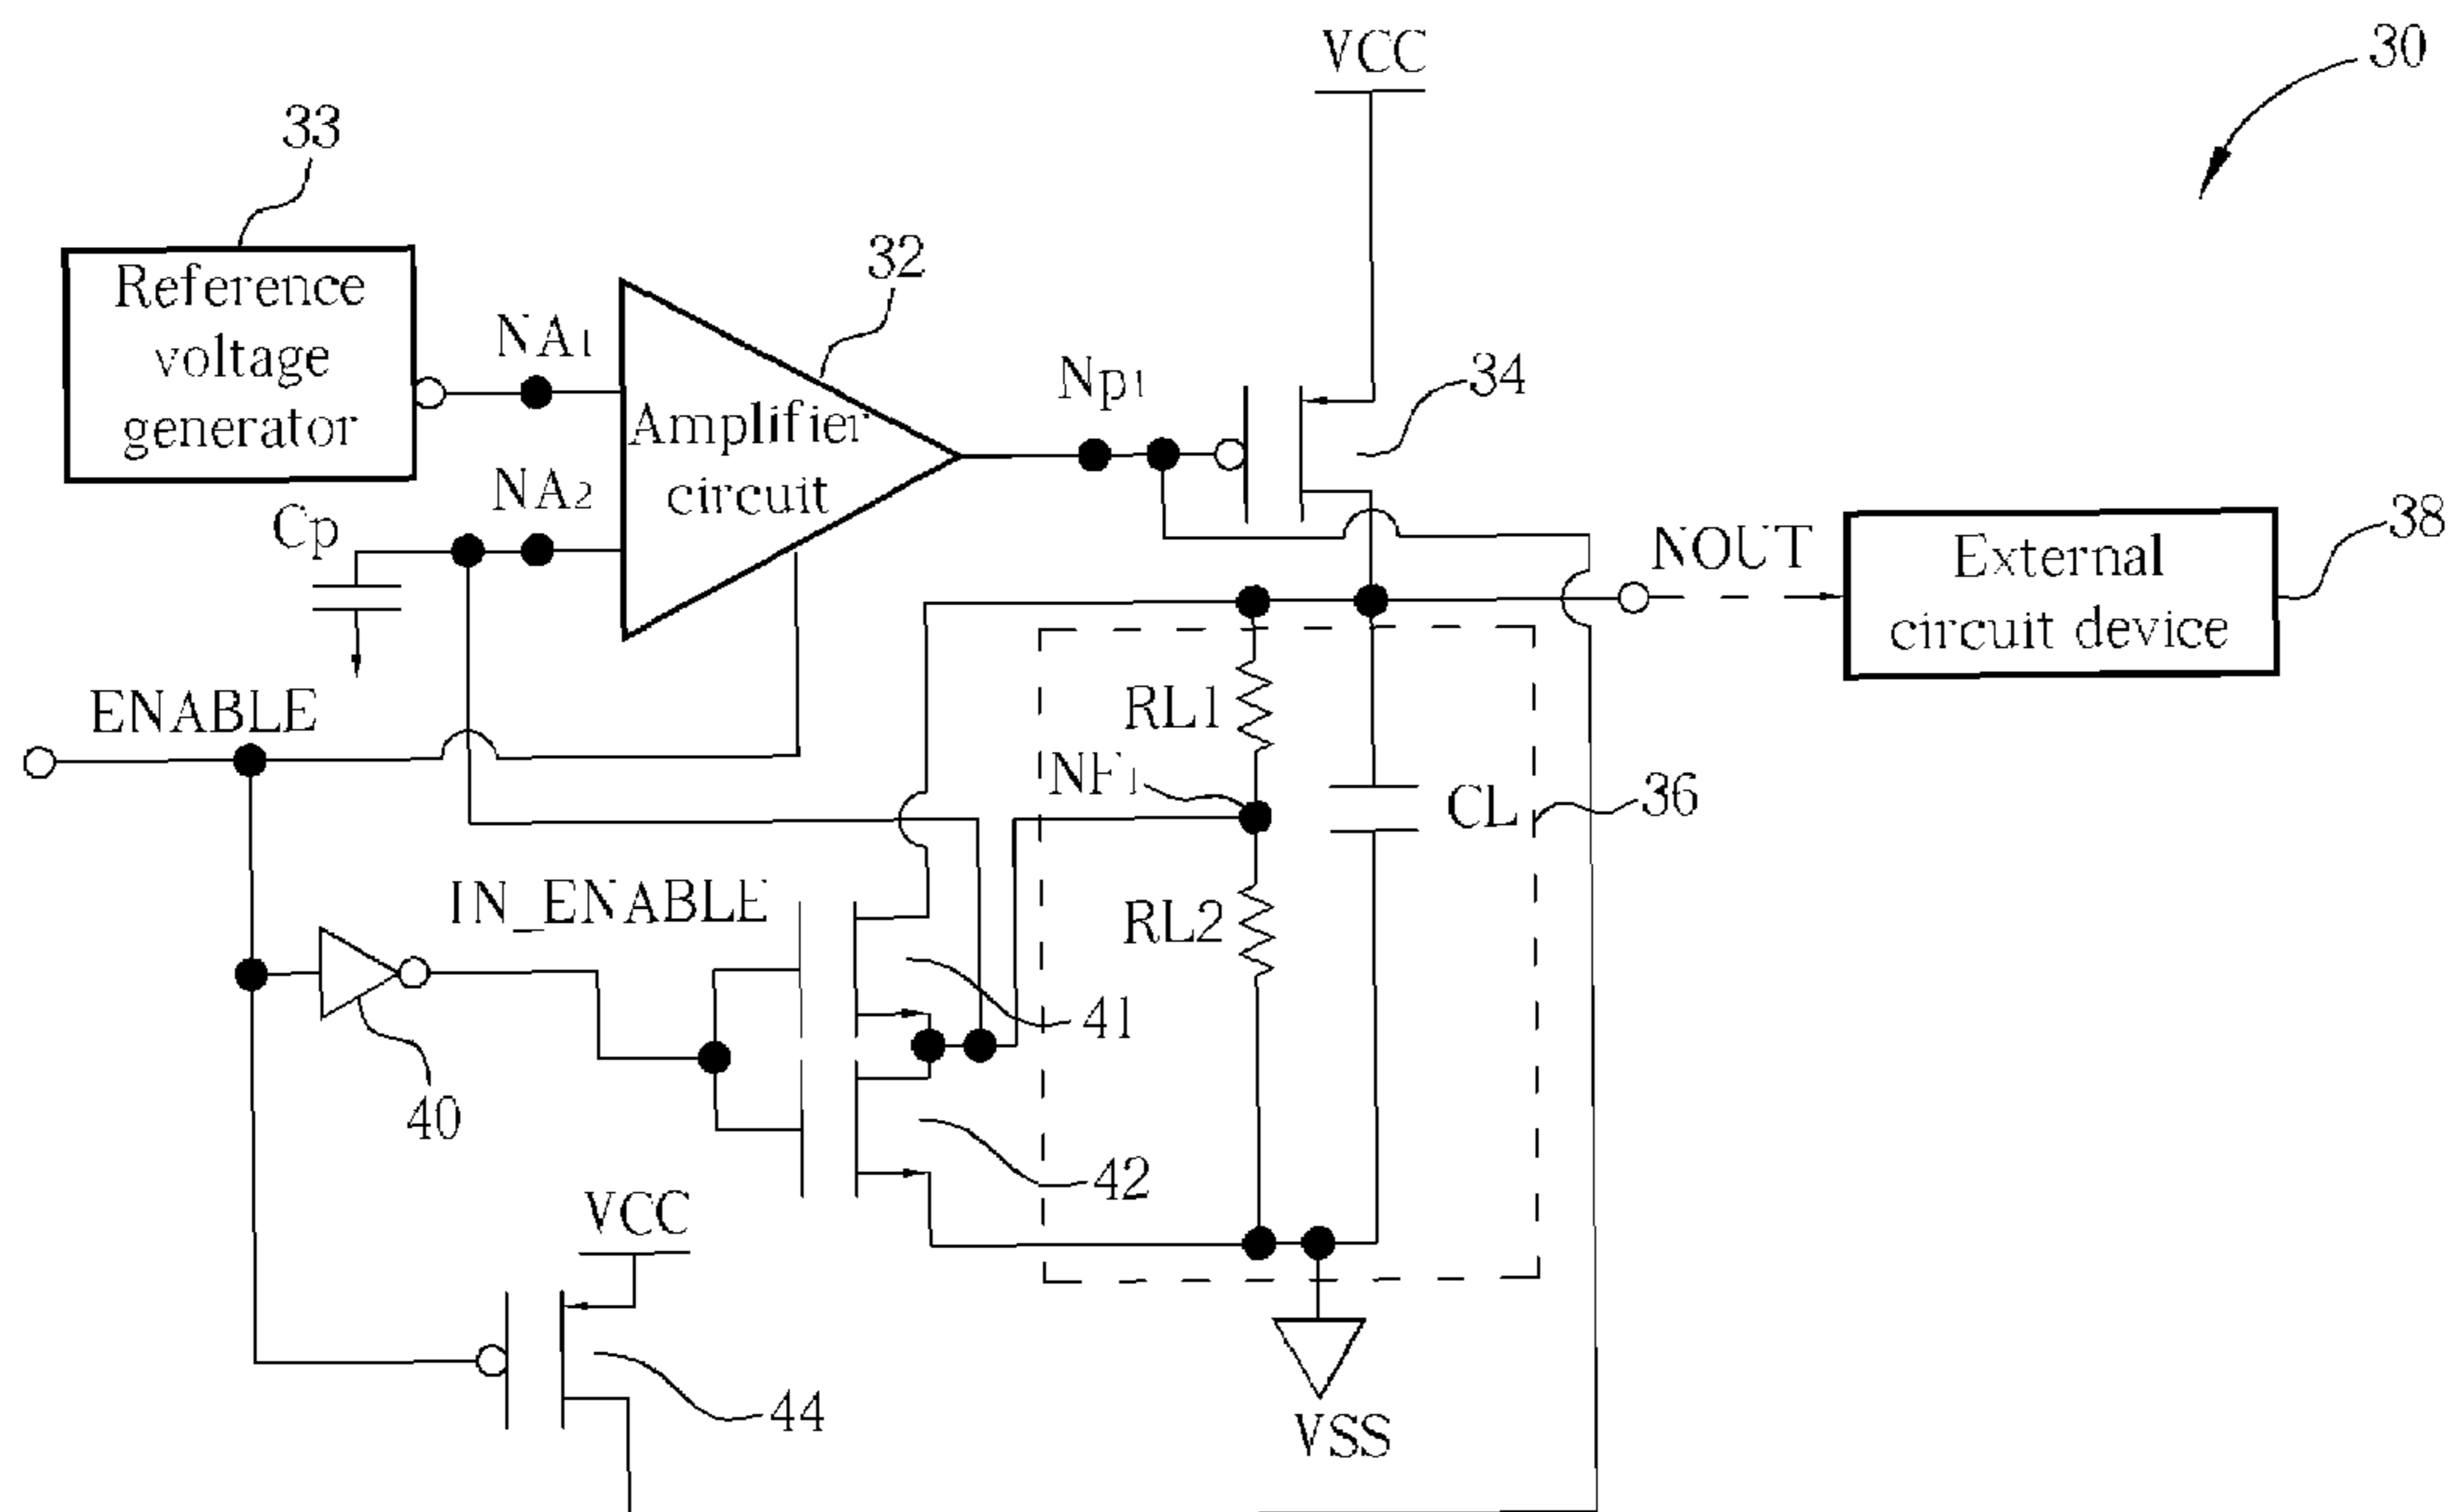 VCC
30
33
Reference
voltage
generator
32
NA1
Amplifier
circuit
NA2
Np1
34
Cp
NOUT
External
circuit device
38
ENABLE
RL1
NF1
CL
36
IN_ENABLE
RL2
41
40
42
VCC
44
VSS